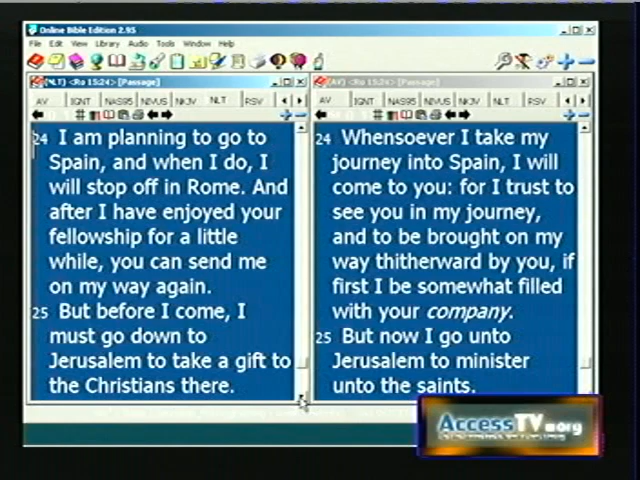 Online Bible Edition 2.95
File Edit View Library Audio Tools Window Help
(NLT) <Ro 15:24> [Passage]
AV IGNT NAS95 NIVUS NKJV NLT RSV
24 I am planning to go to
Spain, and when I do, I
will stop off in Rome. And
after I have enjoyed your
fellowship for a little
while, you can send me
on my way again.
25 But before I come, I
must go down to
Jerusalem to take a gift to
the Christians there.
(AV) <Ro 15:24> [Passage]
AV IGNT NAS95 NIVUS NKJV NLT RSV
24 Whensoever I take my
journey into Spain, I will
come to you: for I trust to
see you in my journey,
and to be brought on my
way thitherward by you, if
first I be somewhat filled
with your company.
25 But now I go unto
Jerusalem to minister
unto the saints.
AccessTV.org